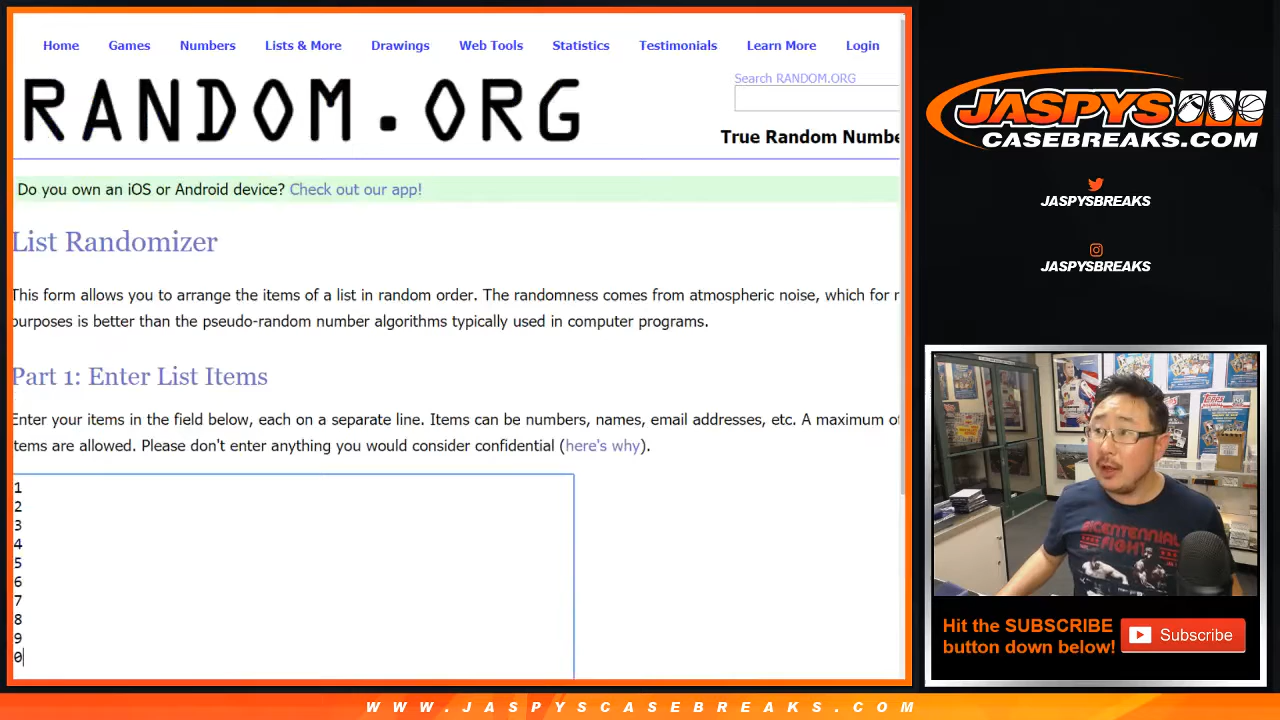 Home Games Numbers Lists & More Drawings Web Tools Statistics Testimonials Learn More Login
RANDOM.ORG
Search RANDOM.ORG
True Random Numbe
Do you own an iOS or Android device? Check out our app!
List Randomizer
This form allows you to arrange the items of a list in random order. The randomness comes from atmospheric noise, which for
purposes is better than the pseudo-random number algorithms typically used in computer programs.
Part 1: Enter List Items
Enter your items in the field below, each on a separate line. Items can be numbers, names, email addresses, etc. A maximum of
items are allowed. Please don't enter anything you would consider confidential (here's why).
1
2
3
4
5
6
7
8
9
0
JASPYS
CASEBREAKS.COM
JASPYSBREAKS
JASPYSBREAKS
BICENTENNIAL
FIGHT
Hit the SUBSCRIBE
button down below!
Subscribe
WWW.JASPYSCASEBREAKS.COM